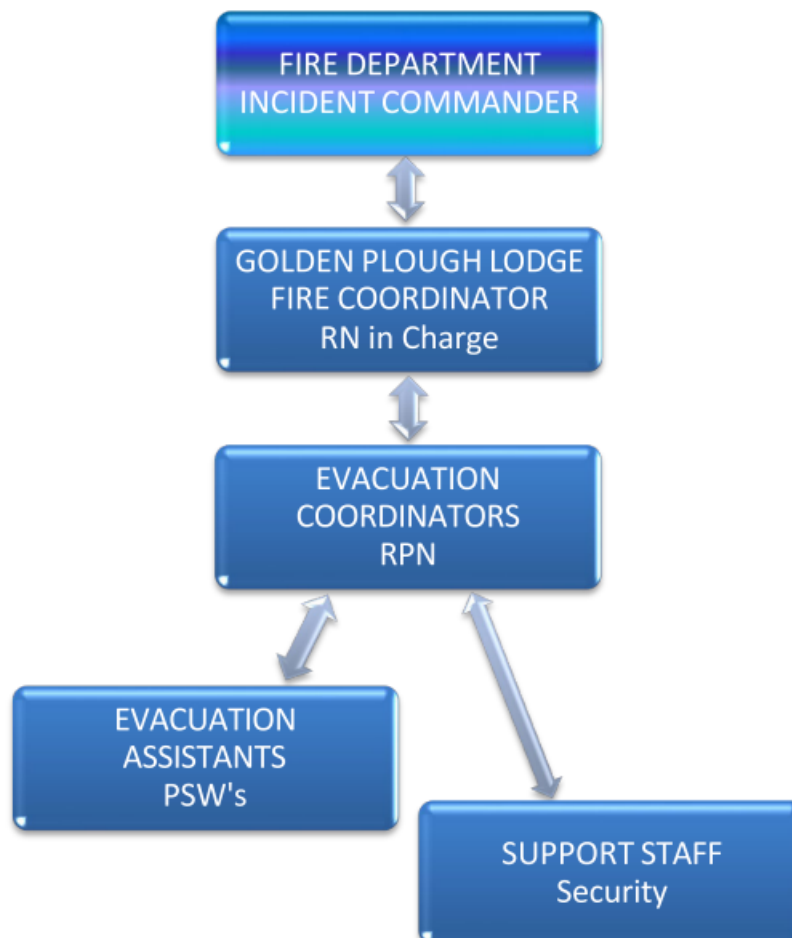 FIRE DEPARTMENT
INCIDENT COMMANDER
GOLDEN PLOUGH LODGE
FIRE COORDINATOR
RN in Charge
EVACUATION
COORDINATORS
RPN
EVACUATION
ASSISTANTS
PSW's
SUPPORT STAFF
Security